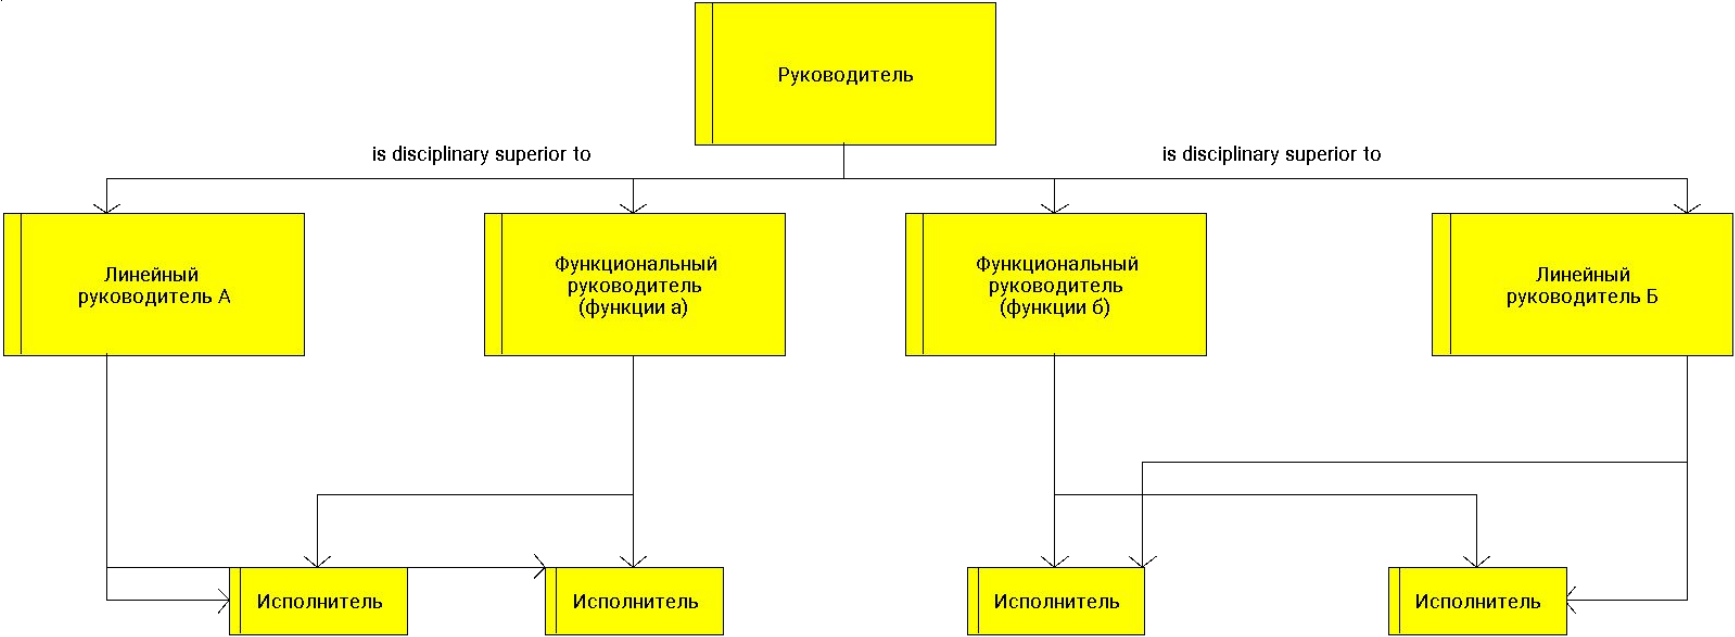 Руководитель
is disciplinary superior to
is disciplinary superior to
Линейный
руководитель А
Функциональный
руководитель
(функции а)
Функциональный
руководитель
(функции б)
Линейный
руководитель Б
Исполнитель
Исполнитель
Исполнитель
Исполнитель